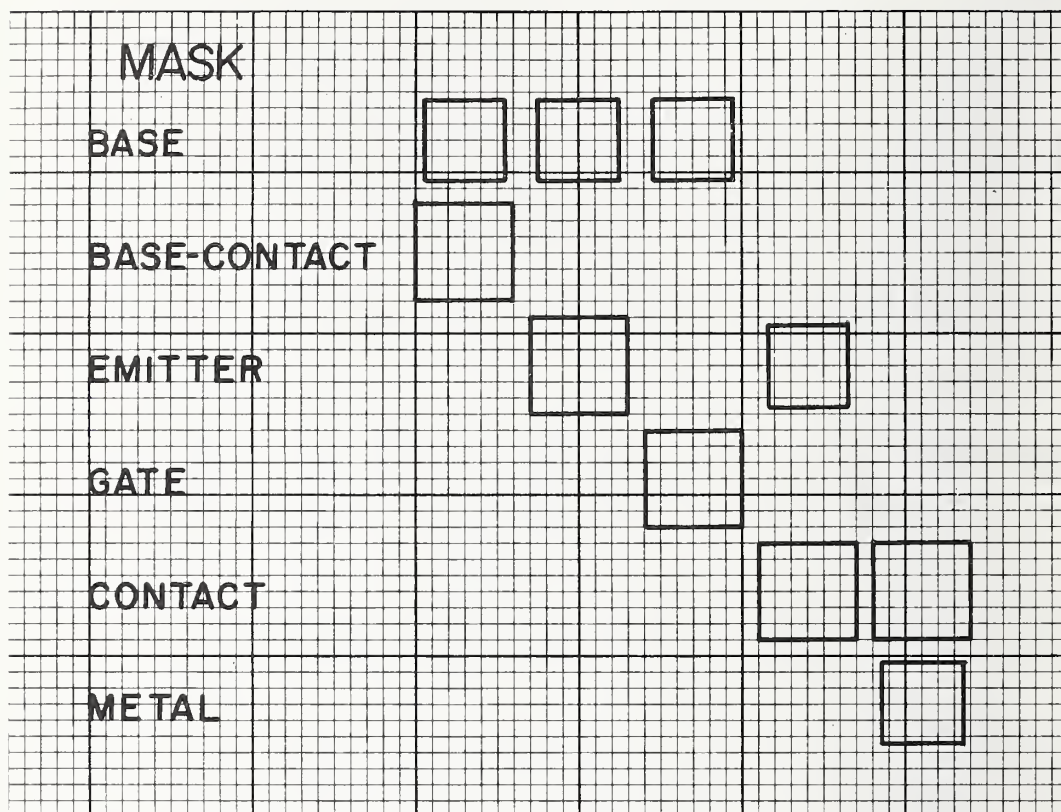 MASK
BASE
BASE-CONTACT
EMITTER
GATE
CONTACT
METAL